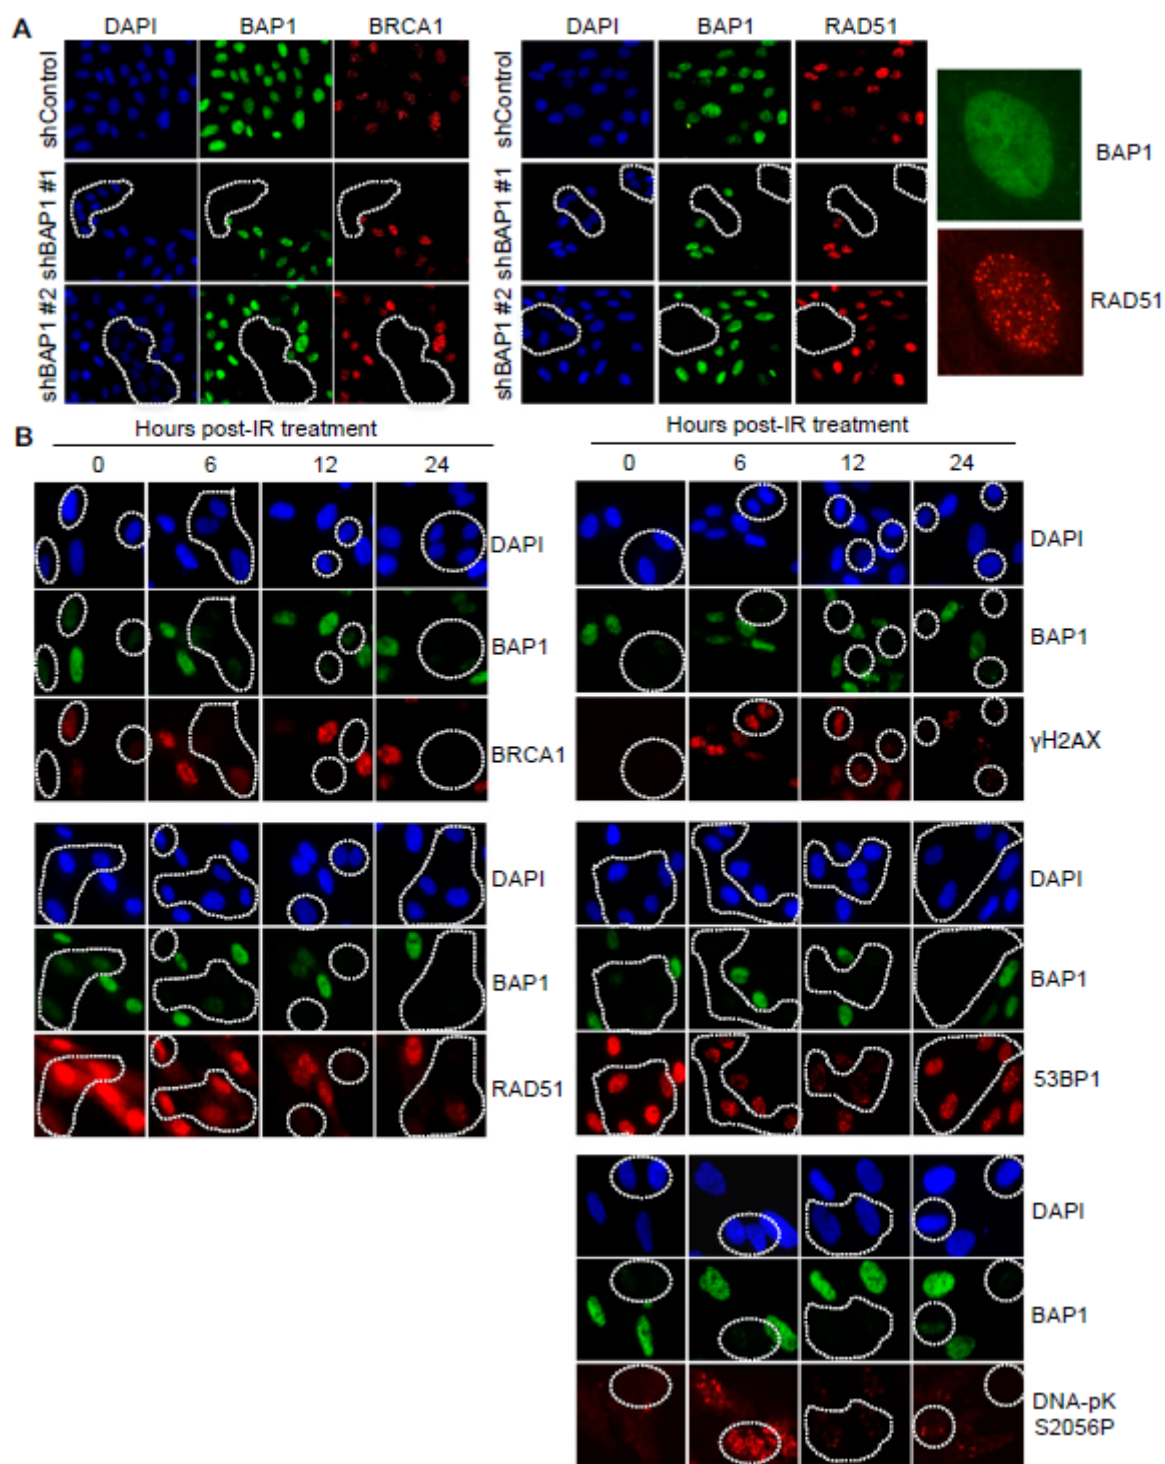 A
DAPI BAP1 BRCA1
DAPI BAP1 RAD51
shControl
shBAP1 #1
shBAP1 #2
shControl
shBAP1 #1
shBAP1 #2
BAP1
RAD51
B
Hours post-IR treatment
0 6 12 24
DAPI
BAP1
BRCA1
DAPI
BAP1
RAD51
Hours post-IR treatment
0 6 12 24
DAPI
BAP1
γH2AX
DAPI
BAP1
53BP1
DAPI
BAP1
DNA-pK
S2056P